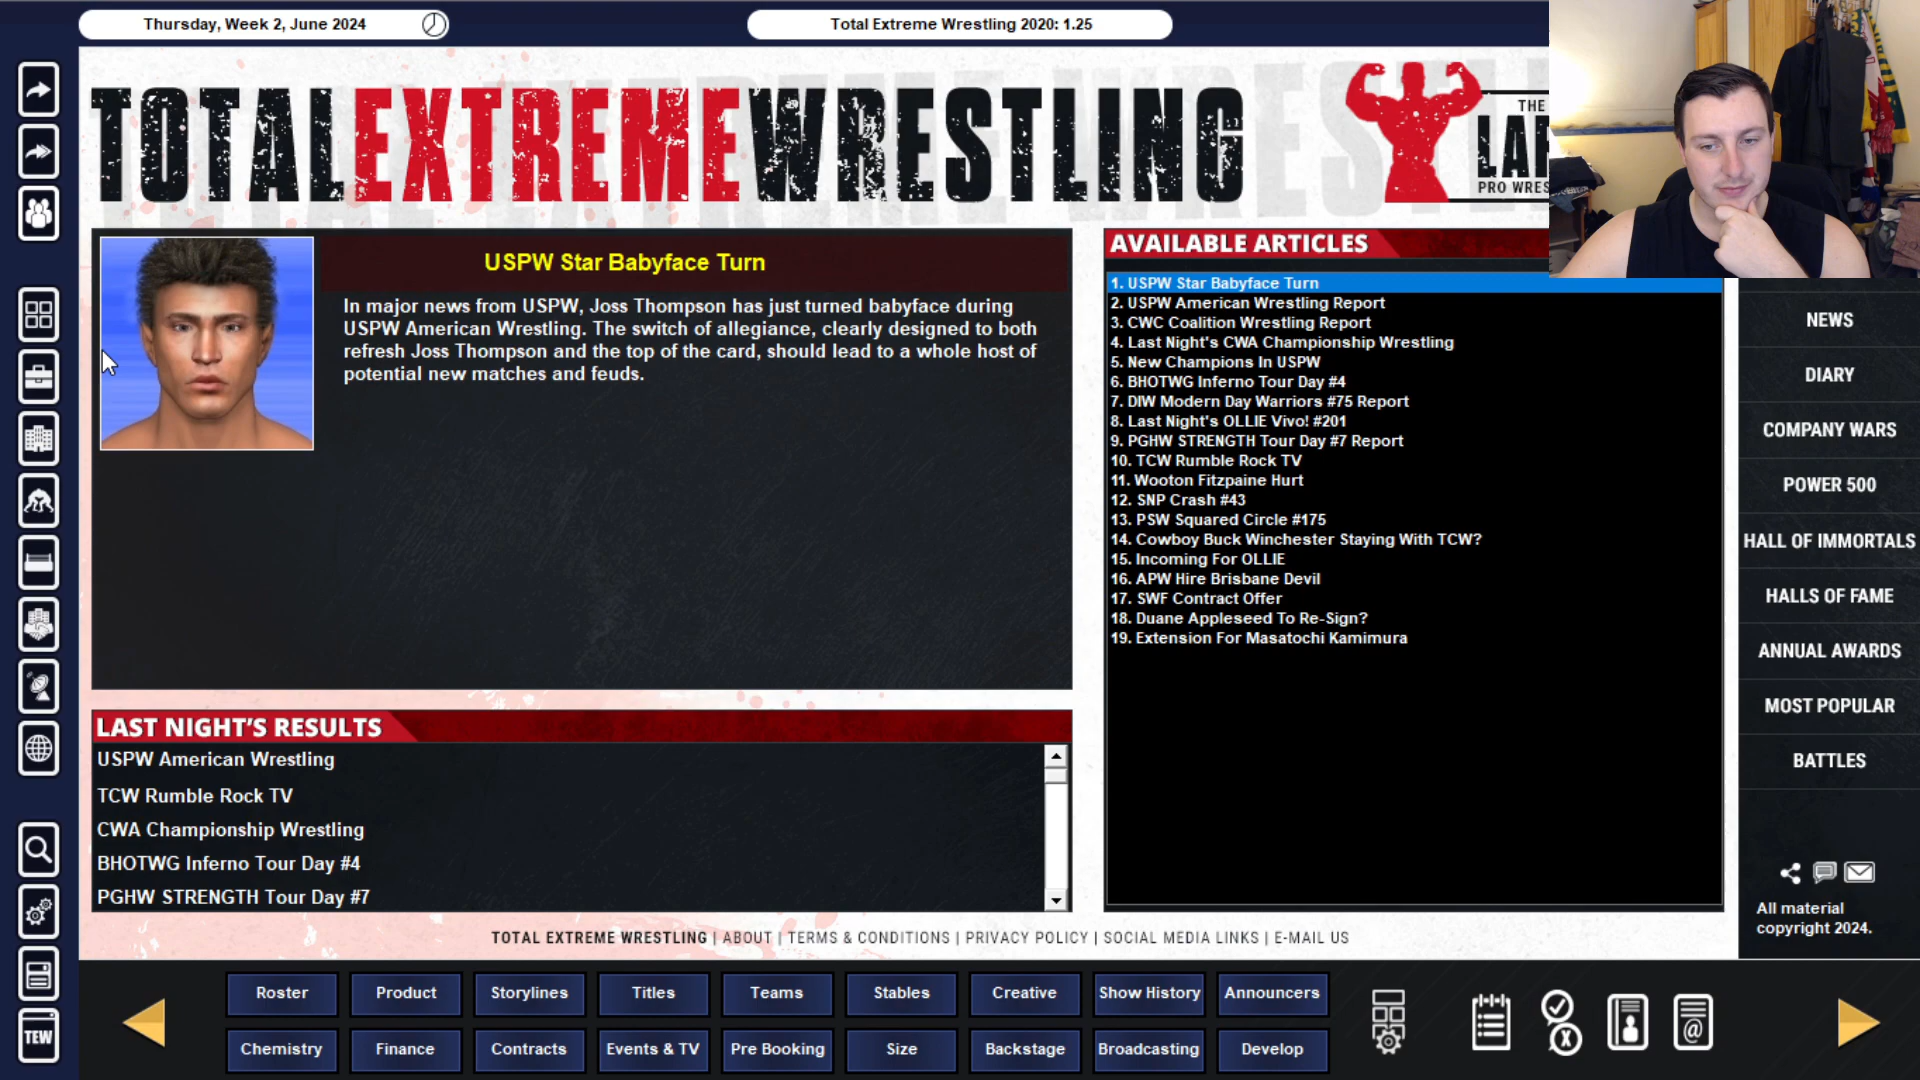 Thursday, Week 2, June 2024
Total Extreme Wrestling 2020: 1.25
TOTALEXTREMEWRESTLING
THE
PRO WRES
USPW Star Babyface Turn
In major news from USPW, Joss Thompson has just turned babyface during
USPW American Wrestling. The switch of allegiance, clearly designed to both
refresh Joss Thompson and the top of the card, should lead to a whole host of
potential new matches and feuds.
AVAILABLE ARTICLES
1. USPW Star Babyface Turn
2. USPW American Wrestling Report
3. CWC Coalition Wrestling Report
4. Last Night's CWA Championship Wrestling
5. New Champions In USPW
6. BHOTWG Inferno Tour Day #4
7. DIW Modern Day Warriors #75 Report
8. Last Night's OLLIE Vivo! #201
9. PGHW STRENGTH Tour Day #7 Report
10. TCW Rumble Rock TV
11. Wooton Fitzpaine Hurt
12. SNP Crash #43
13. PSW Squared Circle #175
14. Cowboy Buck Winchester Staying With TCW?
15. Incoming For OLLIE
16. APW Hire Brisbane Devil
17. SWF Contract Offer
18. Duane Appleseed To Re-Sign?
19. Extension For Masatochi Kamimura
NEWS
DIARY
COMPANY WARS
POWER 500
HALL OF IMMORTALS
HALLS OF FAME
ANNUAL AWARDS
MOST POPULAR
BATTLES
All material
copyright 2024.
LAST NIGHT'S RESULTS
USPW American Wrestling
TCW Rumble Rock TV
CWA Championship Wrestling
BHOTWG Inferno Tour Day #4
PGHW STRENGTH Tour Day #7
TOTAL EXTREME WRESTLING | ABOUT | TERMS & CONDITIONS | PRIVACY POLICY | SOCIAL MEDIA LINKS | E-MAIL US
Roster Product Storylines Titles Teams Stables Creative Show History Announcers
Chemistry Finance Contracts Events & TV Pre Booking Size Backstage Broadcasting Develop
TEW